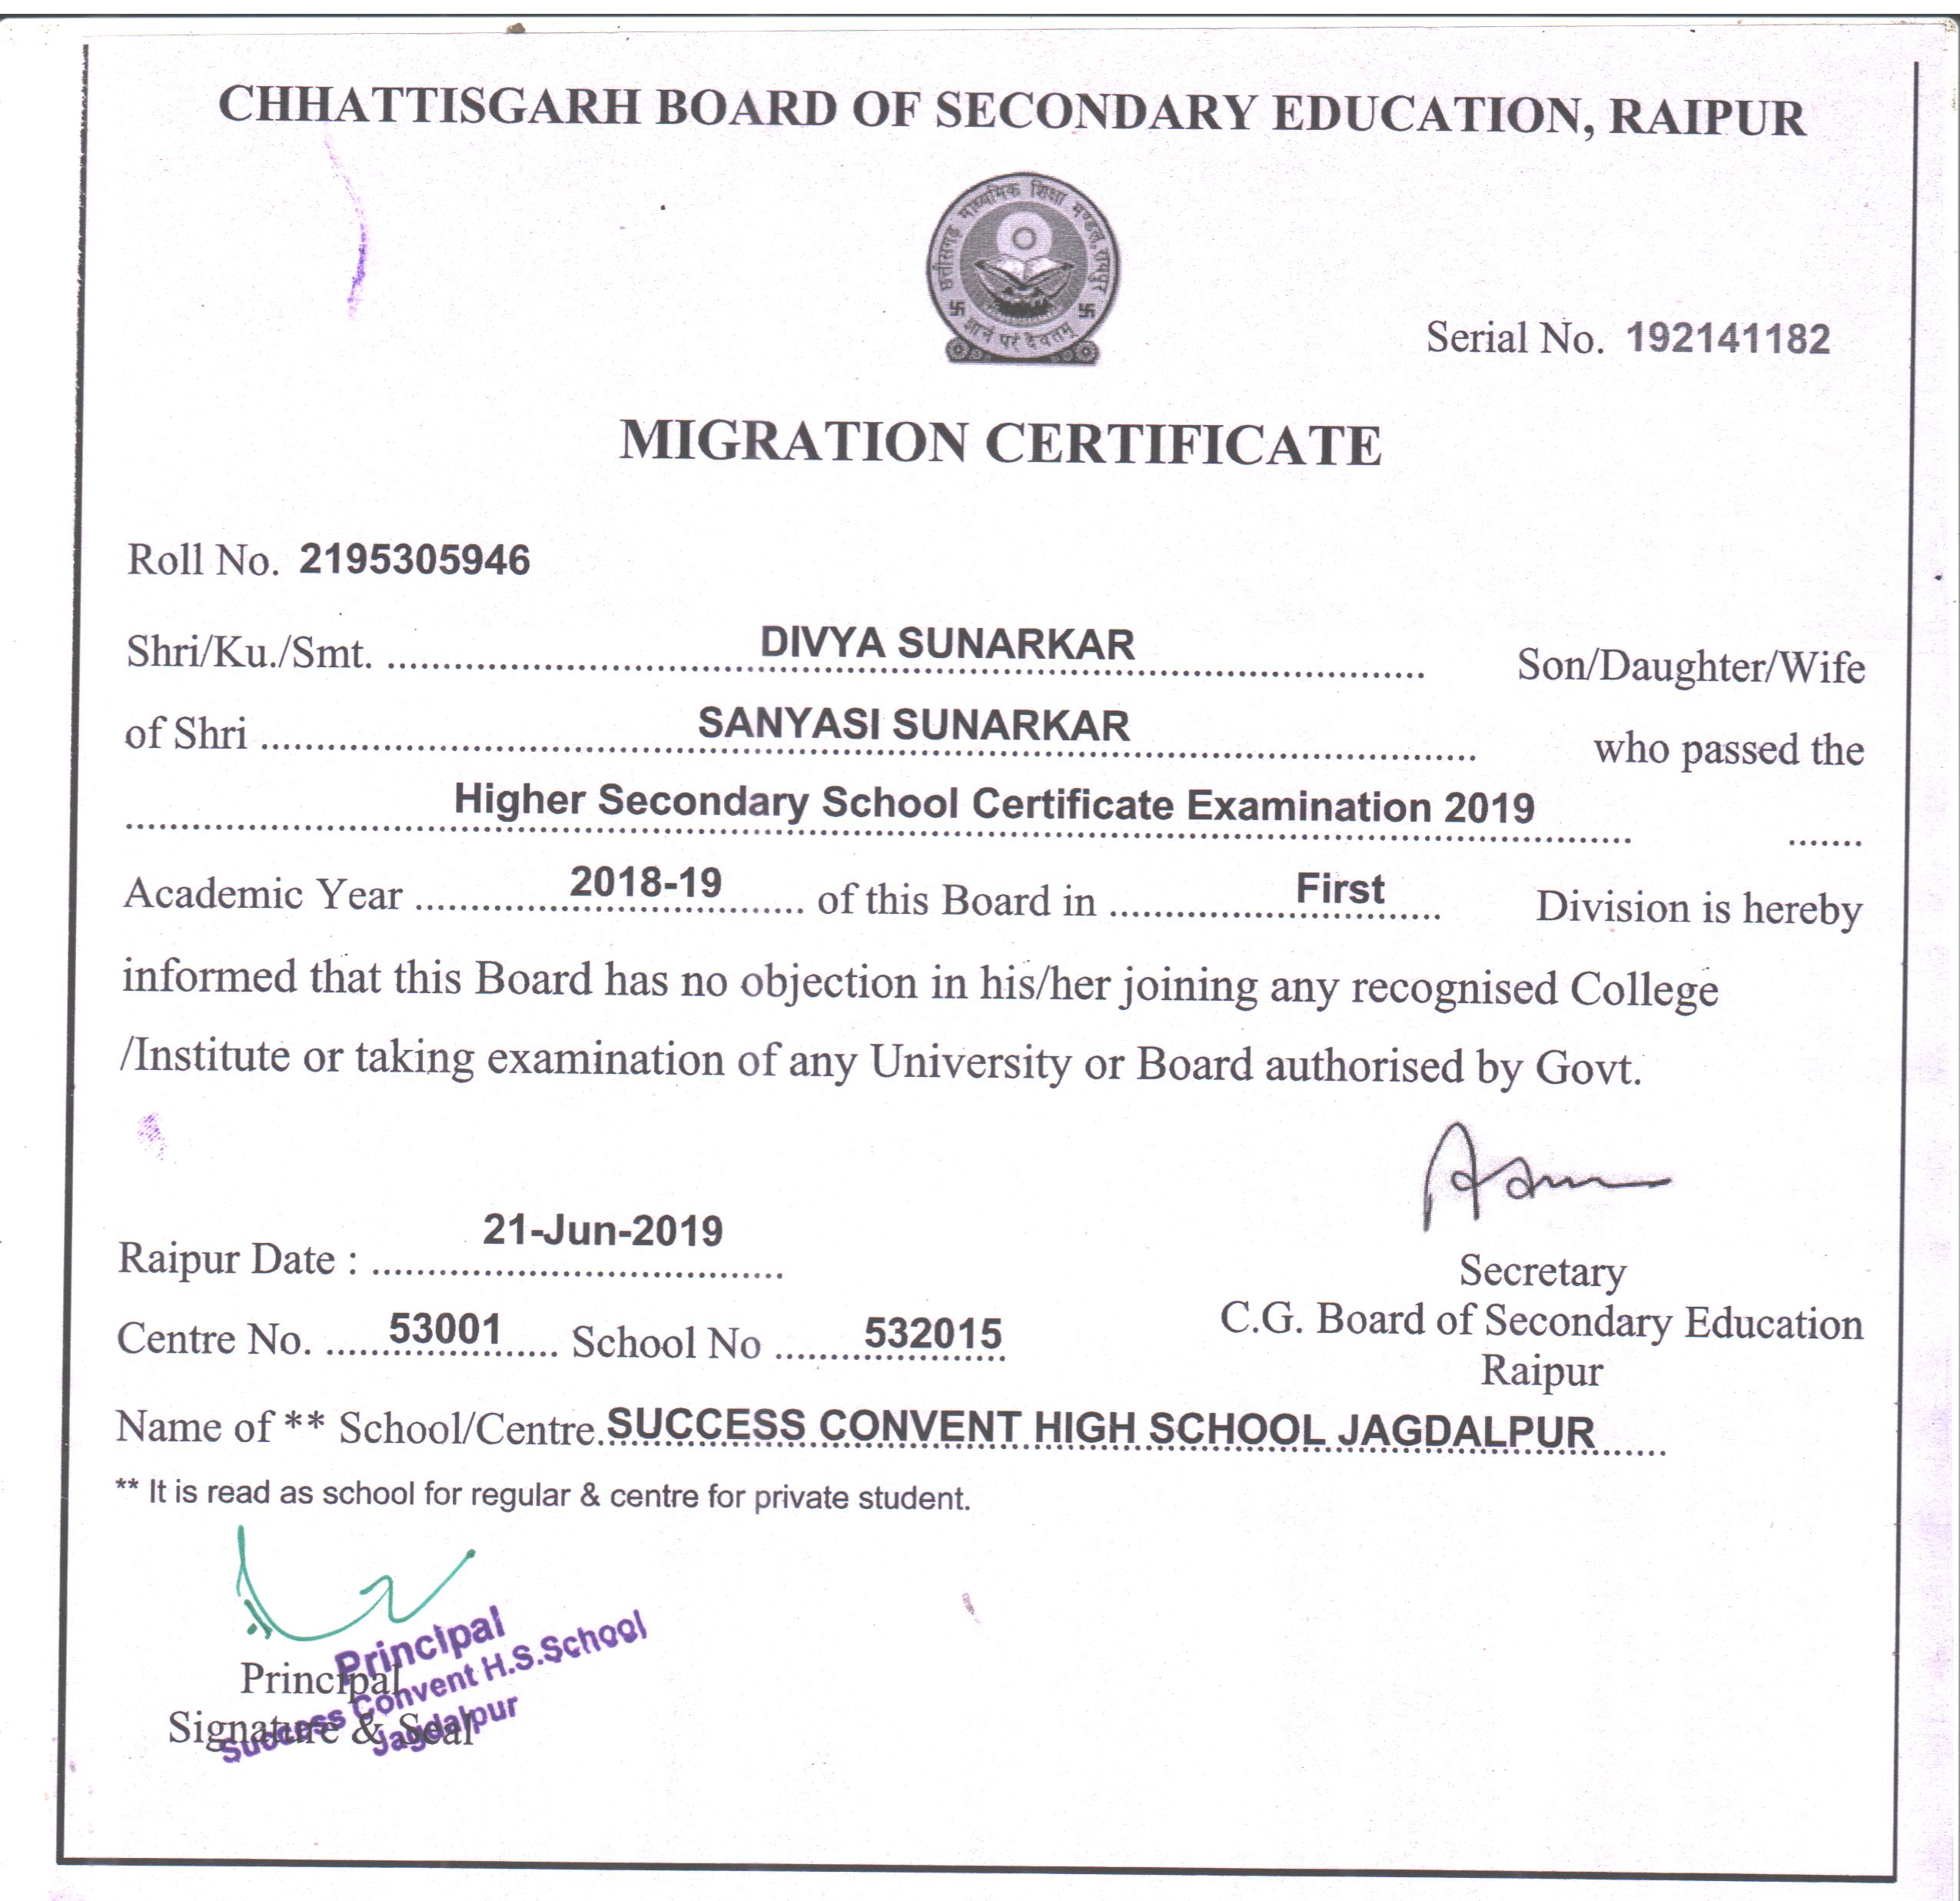 CHHATTISGARH BOARD OF SECONDARY EDUCATION, RAIPUR
छत्तीसगढ़ माध्यमिक शिक्षा मण्डल, रायपुर
ज्ञानं परं दैवतम्
Serial No. 192141182
MIGRATION CERTIFICATE
Roll No. 2195305946
Shri/Ku./Smt. DIVYA SUNARKAR Son/Daughter/Wife
of Shri SANYASI SUNARKAR who passed the
Higher Secondary School Certificate Examination 2019
Academic Year 2018-19 of this Board in First Division is hereby
informed that this Board has no objection in his/her joining any recognised College
/Institute or taking examination of any University or Board authorised by Govt.
Raipur Date : 21-Jun-2019
Secretary
Centre No. 53001 School No 532015
C.G. Board of Secondary Education
Raipur
Name of ** School/Centre. SUCCESS CONVENT HIGH SCHOOL JAGDALPUR
** It is read as school for regular & centre for private student.
Principal
Success Convent H.S.School
Jagdalpur
Principal
Signature & Seal